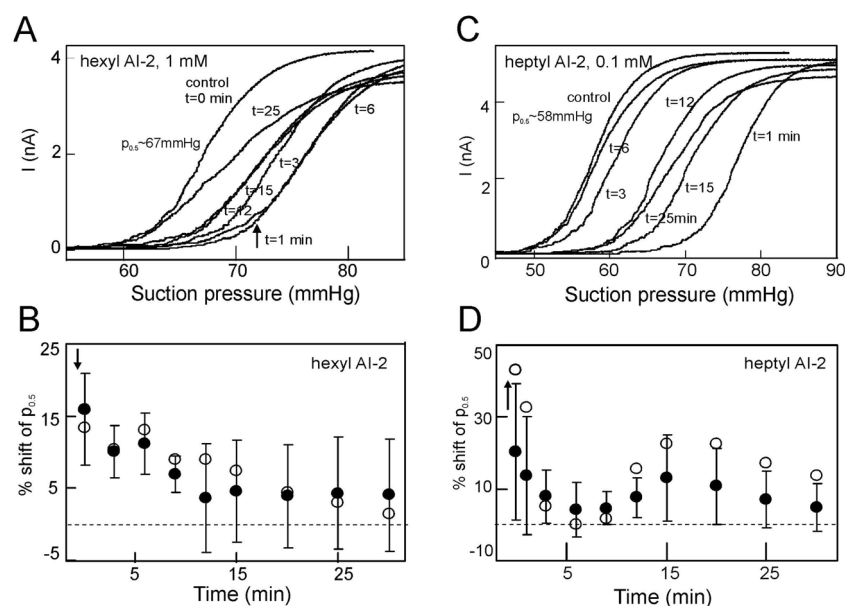 A
hexyl AI-2, 1 mM
control
t=0 min
t=25
t=6
p0.5~67mmHg
t=3
t=15
t=12
t=1 min
I (nA)
4
2
0
60
70
80
Suction pressure (mmHg)
C
heptyl AI-2, 0.1 mM
control
p0.5~58mmHg
t=12
t=1 min
t=6
t=3
t=15
t=25min
I (nA)
4
2
0
50
60
70
80
90
Suction pressure (mmHg)
B
hexyl AI-2
% shift of p0.5
25
15
5
-5
5
15
25
Time (min)
D
heptyl AI-2
% shift of p0.5
50
30
10
-10
5
15
25
Time (min)